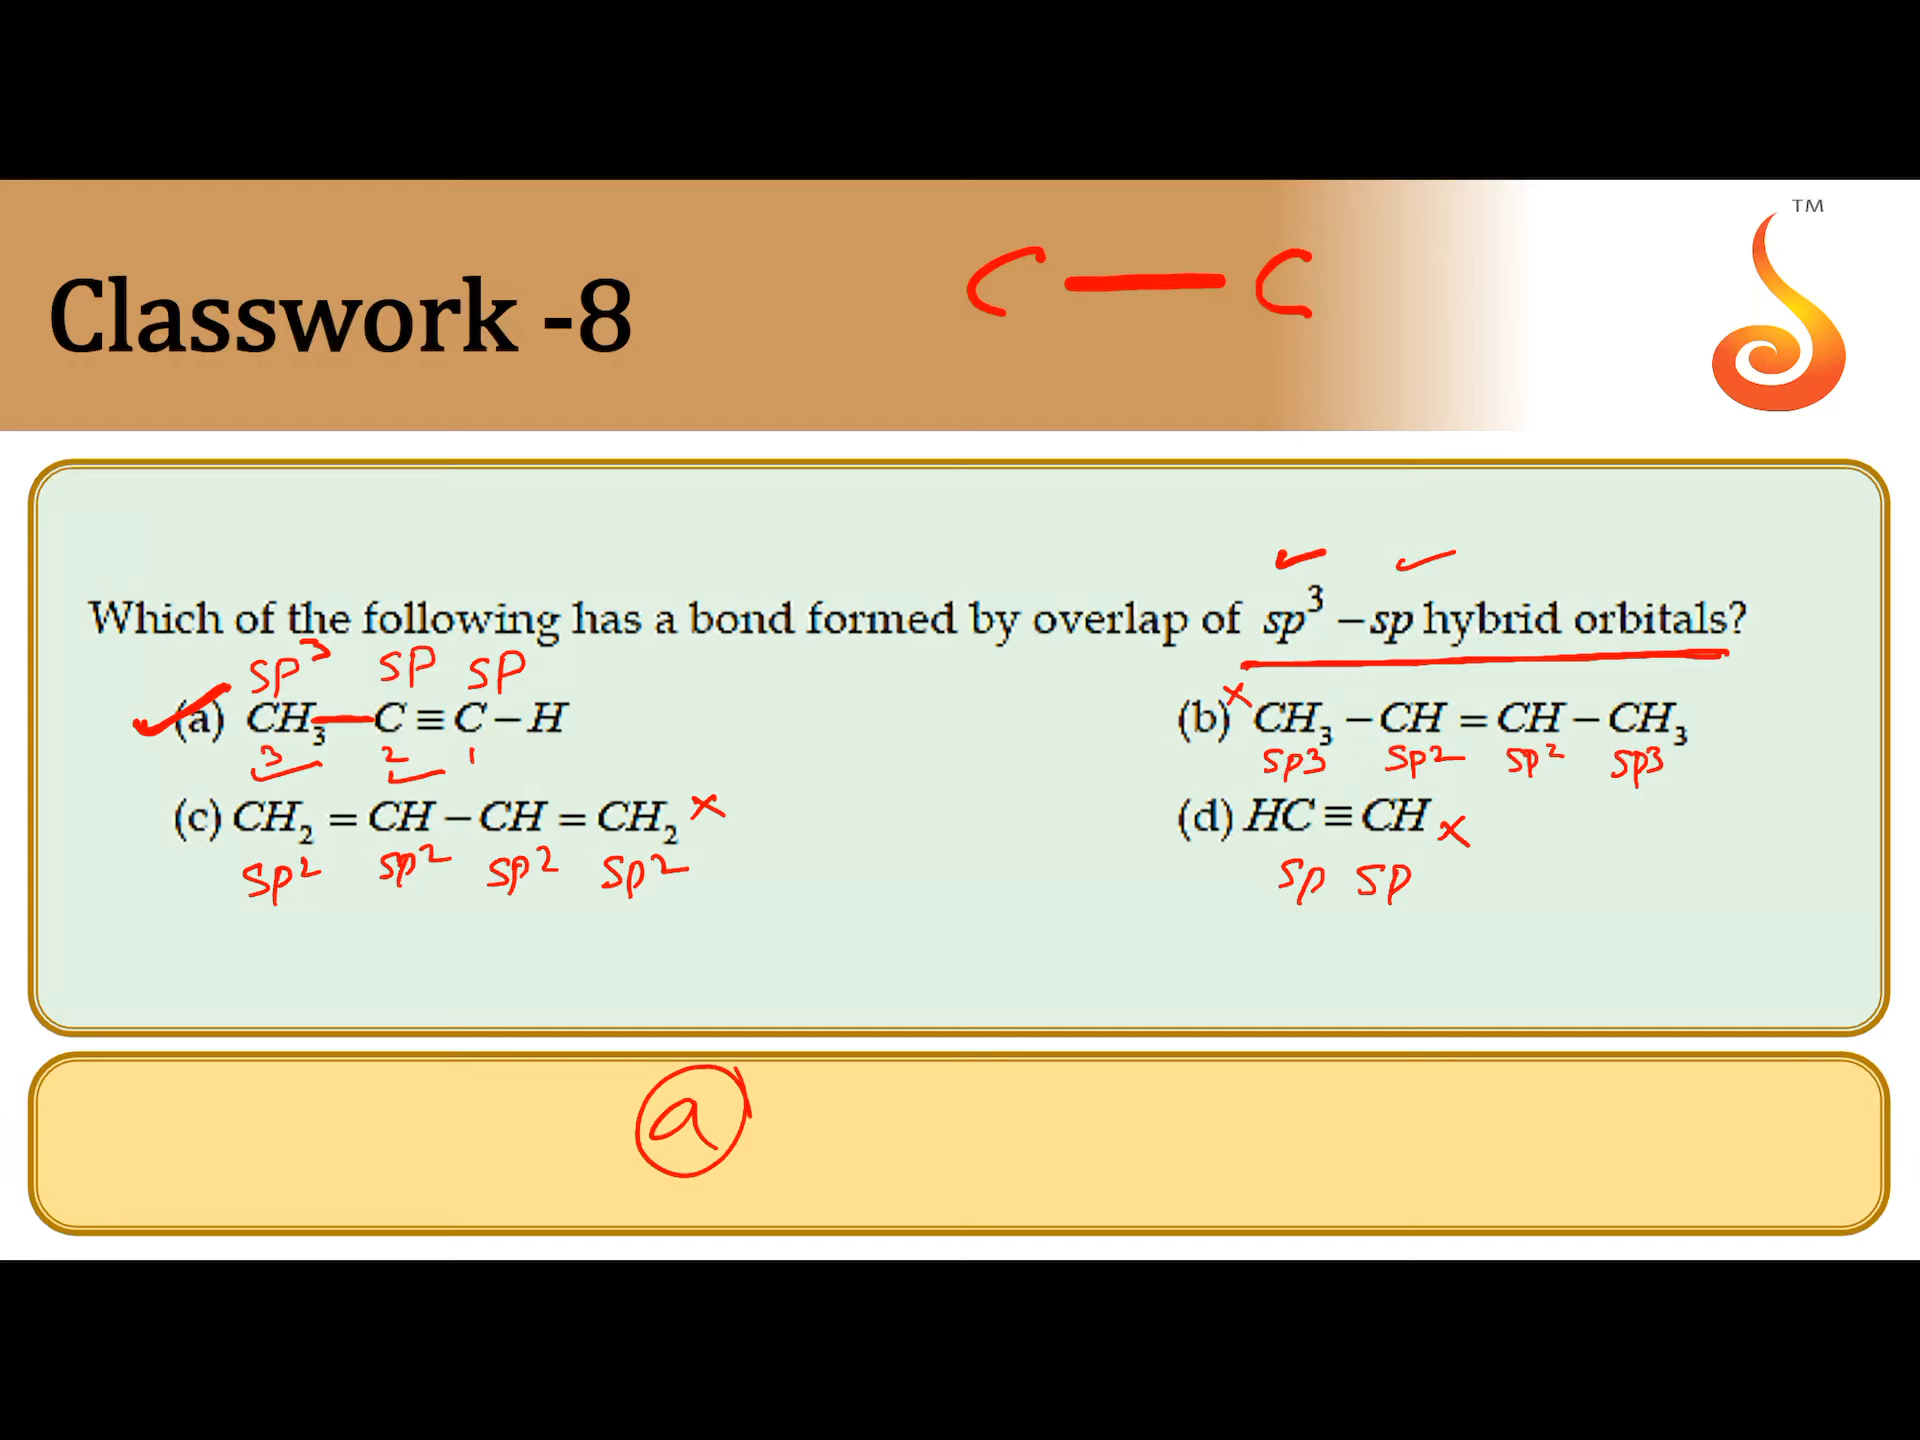 TM
C — C
Classwork -8
✓ ✓
Which of the following has a bond formed by overlap of sp³ – sp hybrid orbitals?
sp³ sp sp
✓ (a) CH₃ — C ≡ C – H
3 2 1
(b) × CH₃ – CH = CH – CH₃
sp3 sp2 sp² sp3
(c) CH₂ = CH – CH = CH₂ ×
sp² sp² sp² sp2
(d) HC ≡ CH ×
sp sp
a